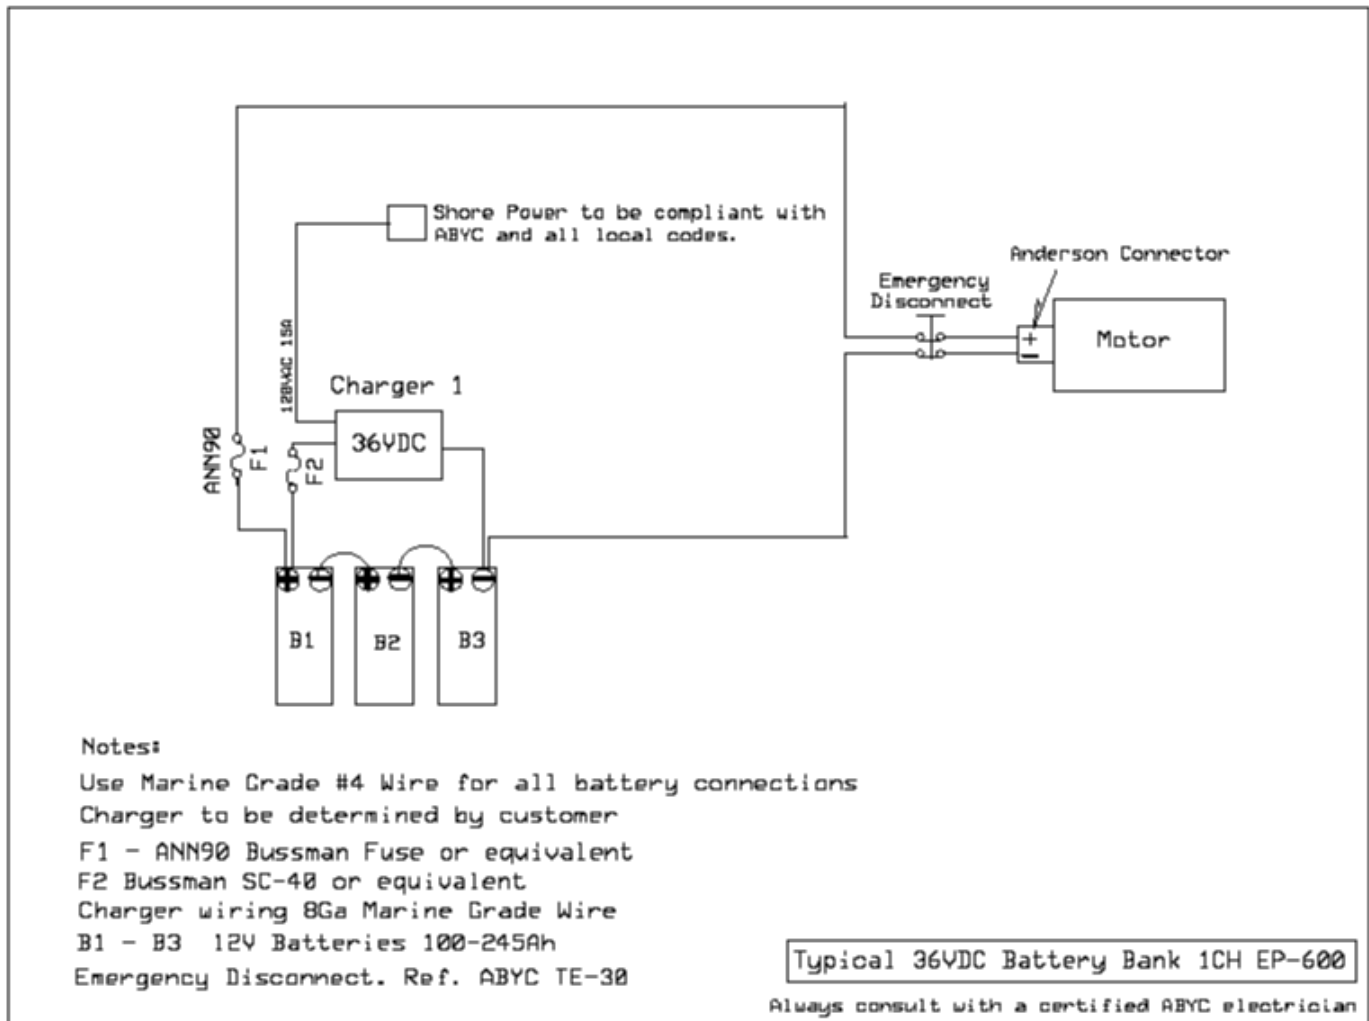 Shore Power to be compliant with
ABYC and all local codes.
Anderson Connector
Emergency
Disconnect
+
-
Motor
120VAC 15A
Charger 1
36VDC
ANN90
F1
F2
+ - + - + -
B1 B2 B3
Notes:
Use Marine Grade #4 Wire for all battery connections
Charger to be determined by customer
F1 - ANN90 Bussman Fuse or equivalent
F2 Bussman SC-40 or equivalent
Charger wiring 8Ga Marine Grade Wire
B1 - B3 12V Batteries 100-245Ah
Emergency Disconnect. Ref. ABYC TE-30
Typical 36VDC Battery Bank 1CH EP-600
Always consult with a certified ABYC electrician